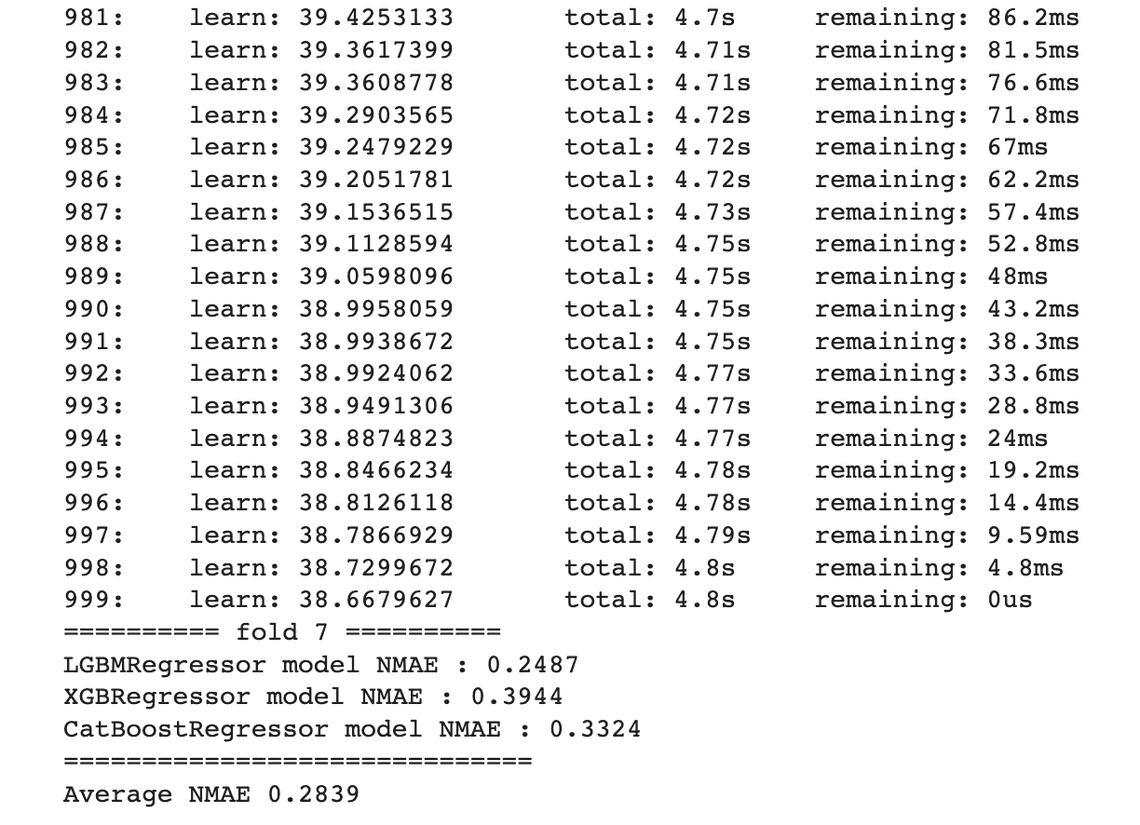 981:    learn: 39.4253133       total: 4.7s     remaining: 86.2ms
982:    learn: 39.3617399       total: 4.71s    remaining: 81.5ms
983:    learn: 39.3608778       total: 4.71s    remaining: 76.6ms
984:    learn: 39.2903565       total: 4.72s    remaining: 71.8ms
985:    learn: 39.2479229       total: 4.72s    remaining: 67ms
986:    learn: 39.2051781       total: 4.72s    remaining: 62.2ms
987:    learn: 39.1536515       total: 4.73s    remaining: 57.4ms
988:    learn: 39.1128594       total: 4.75s    remaining: 52.8ms
989:    learn: 39.0598096       total: 4.75s    remaining: 48ms
990:    learn: 38.9958059       total: 4.75s    remaining: 43.2ms
991:    learn: 38.9938672       total: 4.75s    remaining: 38.3ms
992:    learn: 38.9924062       total: 4.77s    remaining: 33.6ms
993:    learn: 38.9491306       total: 4.77s    remaining: 28.8ms
994:    learn: 38.8874823       total: 4.77s    remaining: 24ms
995:    learn: 38.8466234       total: 4.78s    remaining: 19.2ms
996:    learn: 38.8126118       total: 4.78s    remaining: 14.4ms
997:    learn: 38.7866929       total: 4.79s    remaining: 9.59ms
998:    learn: 38.7299672       total: 4.8s     remaining: 4.8ms
999:    learn: 38.6679627       total: 4.8s     remaining: 0us
========== fold 7 ==========
LGBMRegressor model NMAE : 0.2487
XGBRegressor model NMAE : 0.3944
CatBoostRegressor model NMAE : 0.3324
==============================
Average NMAE 0.2839